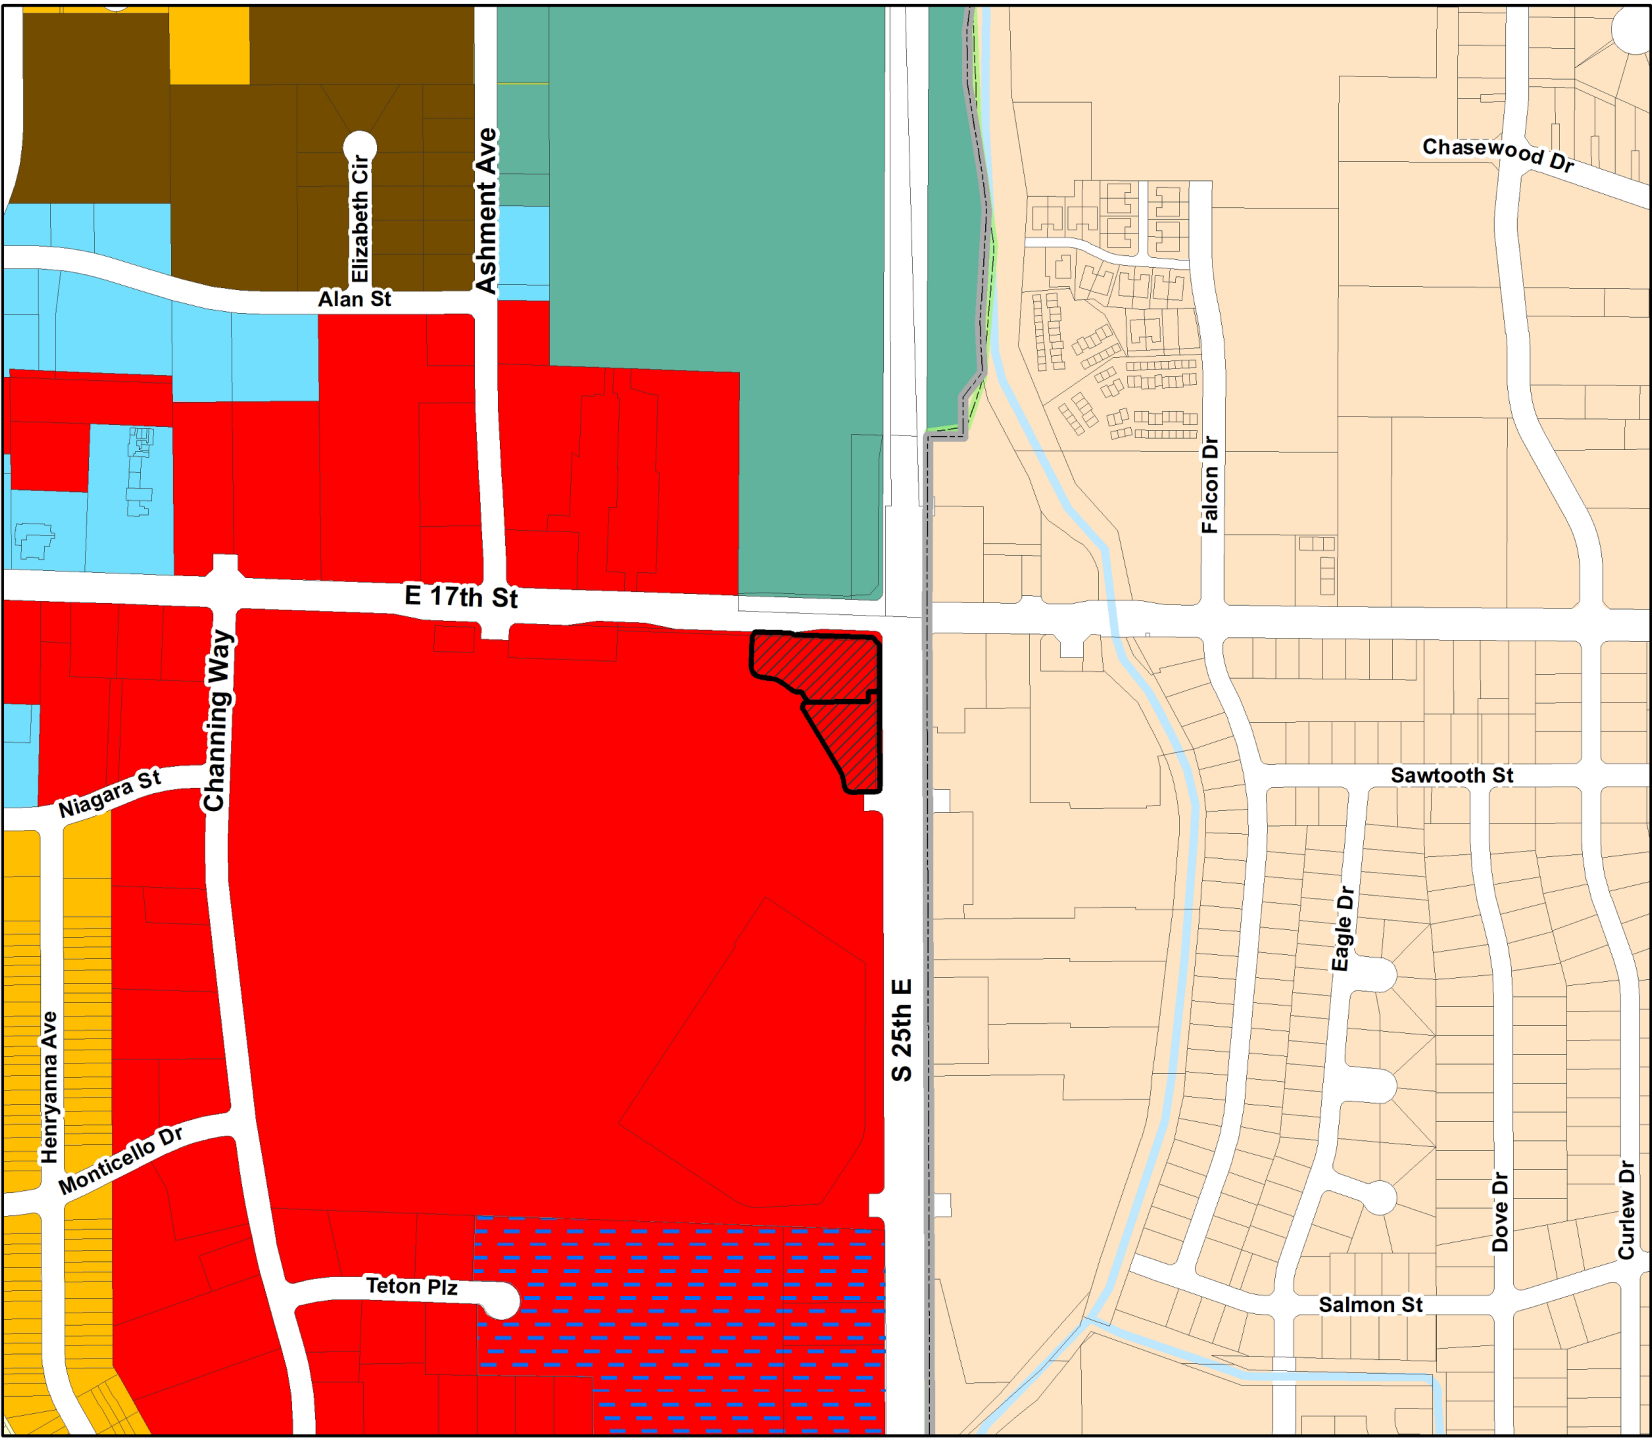 Chasewood Dr
Ashment Ave
Elizabeth Cir
Alan St
Falcon Dr
E 17th St
Channing Way
Niagara St
Sawtooth St
Eagle Dr
S 25th E
Henryanna Ave
Monticello Dr
Dove Dr
Curlew Dr
Teton Plz
Salmon St